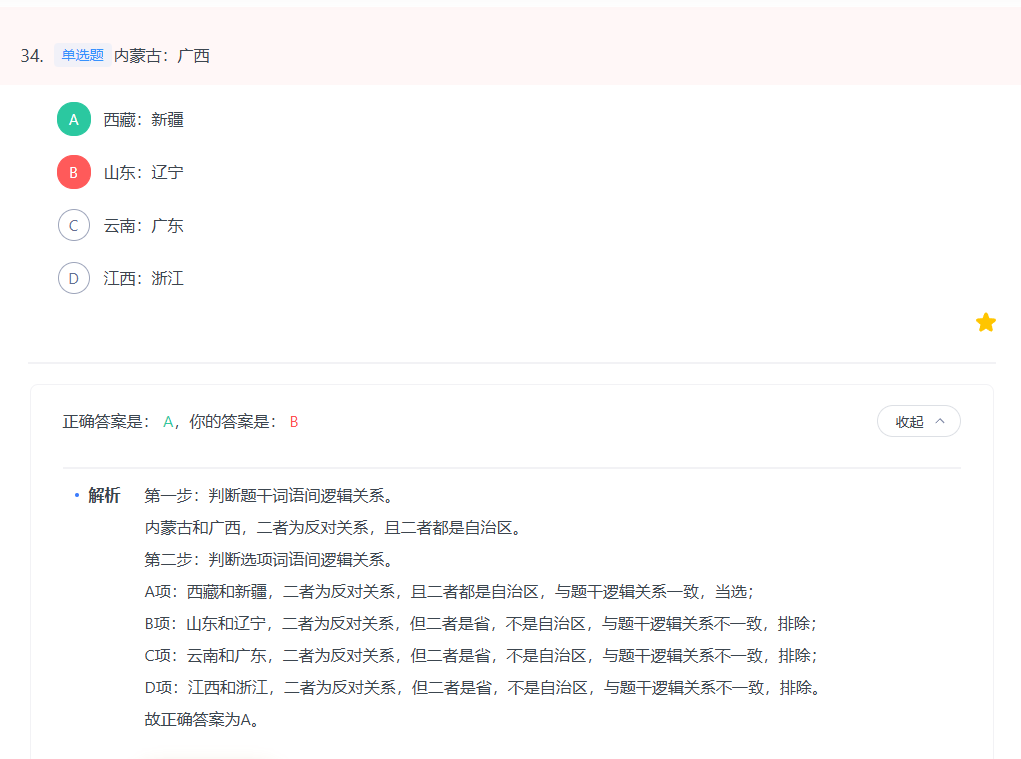 34. 单选题 内蒙古：广西
A 西藏：新疆
B 山东：辽宁
C 云南：广东
D 江西：浙江
正确答案是： A，你的答案是： B
收起
解析 第一步：判断题干词语间逻辑关系。
内蒙古和广西，二者为反对关系，且二者都是自治区。
第二步：判断选项词语间逻辑关系。
A项：西藏和新疆，二者为反对关系，且二者都是自治区，与题干逻辑关系一致，当选；
B项：山东和辽宁，二者为反对关系，但二者是省，不是自治区，与题干逻辑关系不一致，排除；
C项：云南和广东，二者为反对关系，但二者是省，不是自治区，与题干逻辑关系不一致，排除；
D项：江西和浙江，二者为反对关系，但二者是省，不是自治区，与题干逻辑关系不一致，排除。
故正确答案为A。